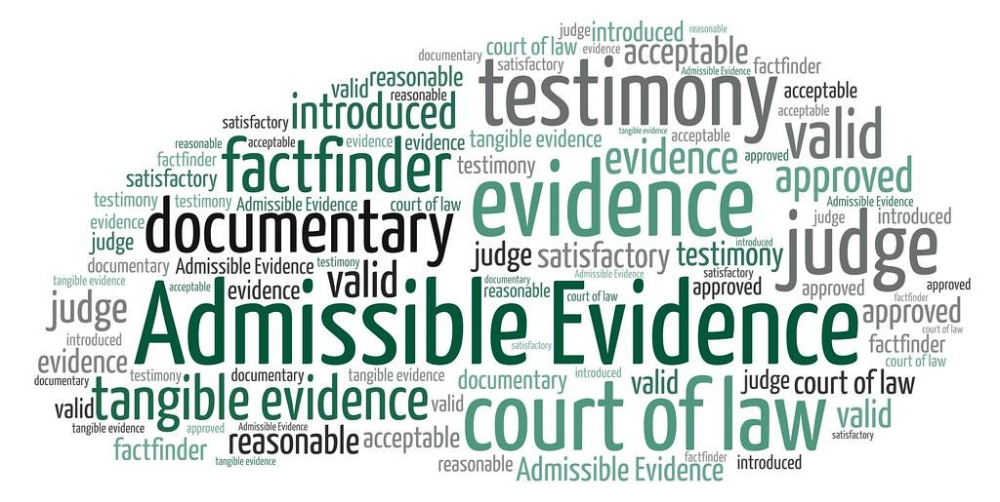 judge introduced reasonable
documentary court of law evidence acceptable
satisfactory Admissible Evidence factfinder
valid reasonable testimony acceptable
reasonable
satisfactory introduced acceptable valid
reasonable acceptable evidence evidence tangible evidence tangible evidence acceptable
factfinder factfinder testimony evidence approved
satisfactory approved
testimony testimony Admissible Evidence court of law evidence Admissible Evidence
evidence documentary judge introduced
judge judge satisfactory testimony introduced judge
documentary Admissible Evidence testimony Admissible Evidence satisfactory
tangible evidence acceptable evidence valid documentary reasonable court of law approved approved approved
judge Admissible Evidence factfinder approved
introduced satisfactory court of law factfinder
evidence court of law
documentary testimony documentary tangible evidence documentary introduced valid judge court of law
valid tangible evidence valid court of law valid
tangible evidence approved Admissible Evidence satisfactory
factfinder reasonable acceptable
tangible evidence reasonable Admissible Evidence factfinder introduced